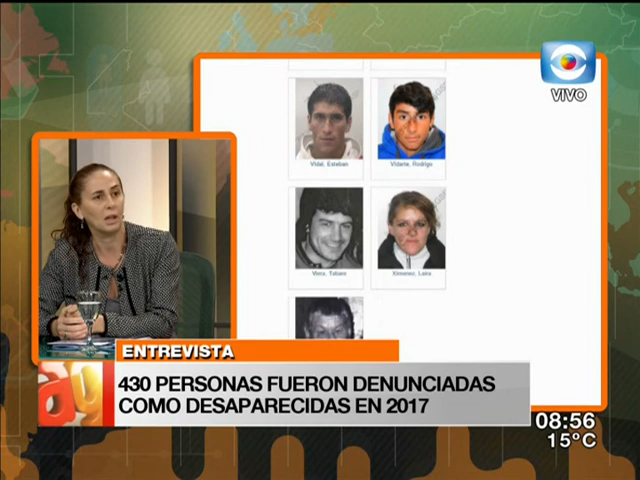 VIVO
Vidal, Esteban
Vidarte, Rodrigo
Viera, Tabaré
Ximenez, Laira
ENTREVISTA
430 PERSONAS FUERON DENUNCIADAS
COMO DESAPARECIDAS EN 2017
ay
08:56
15°C